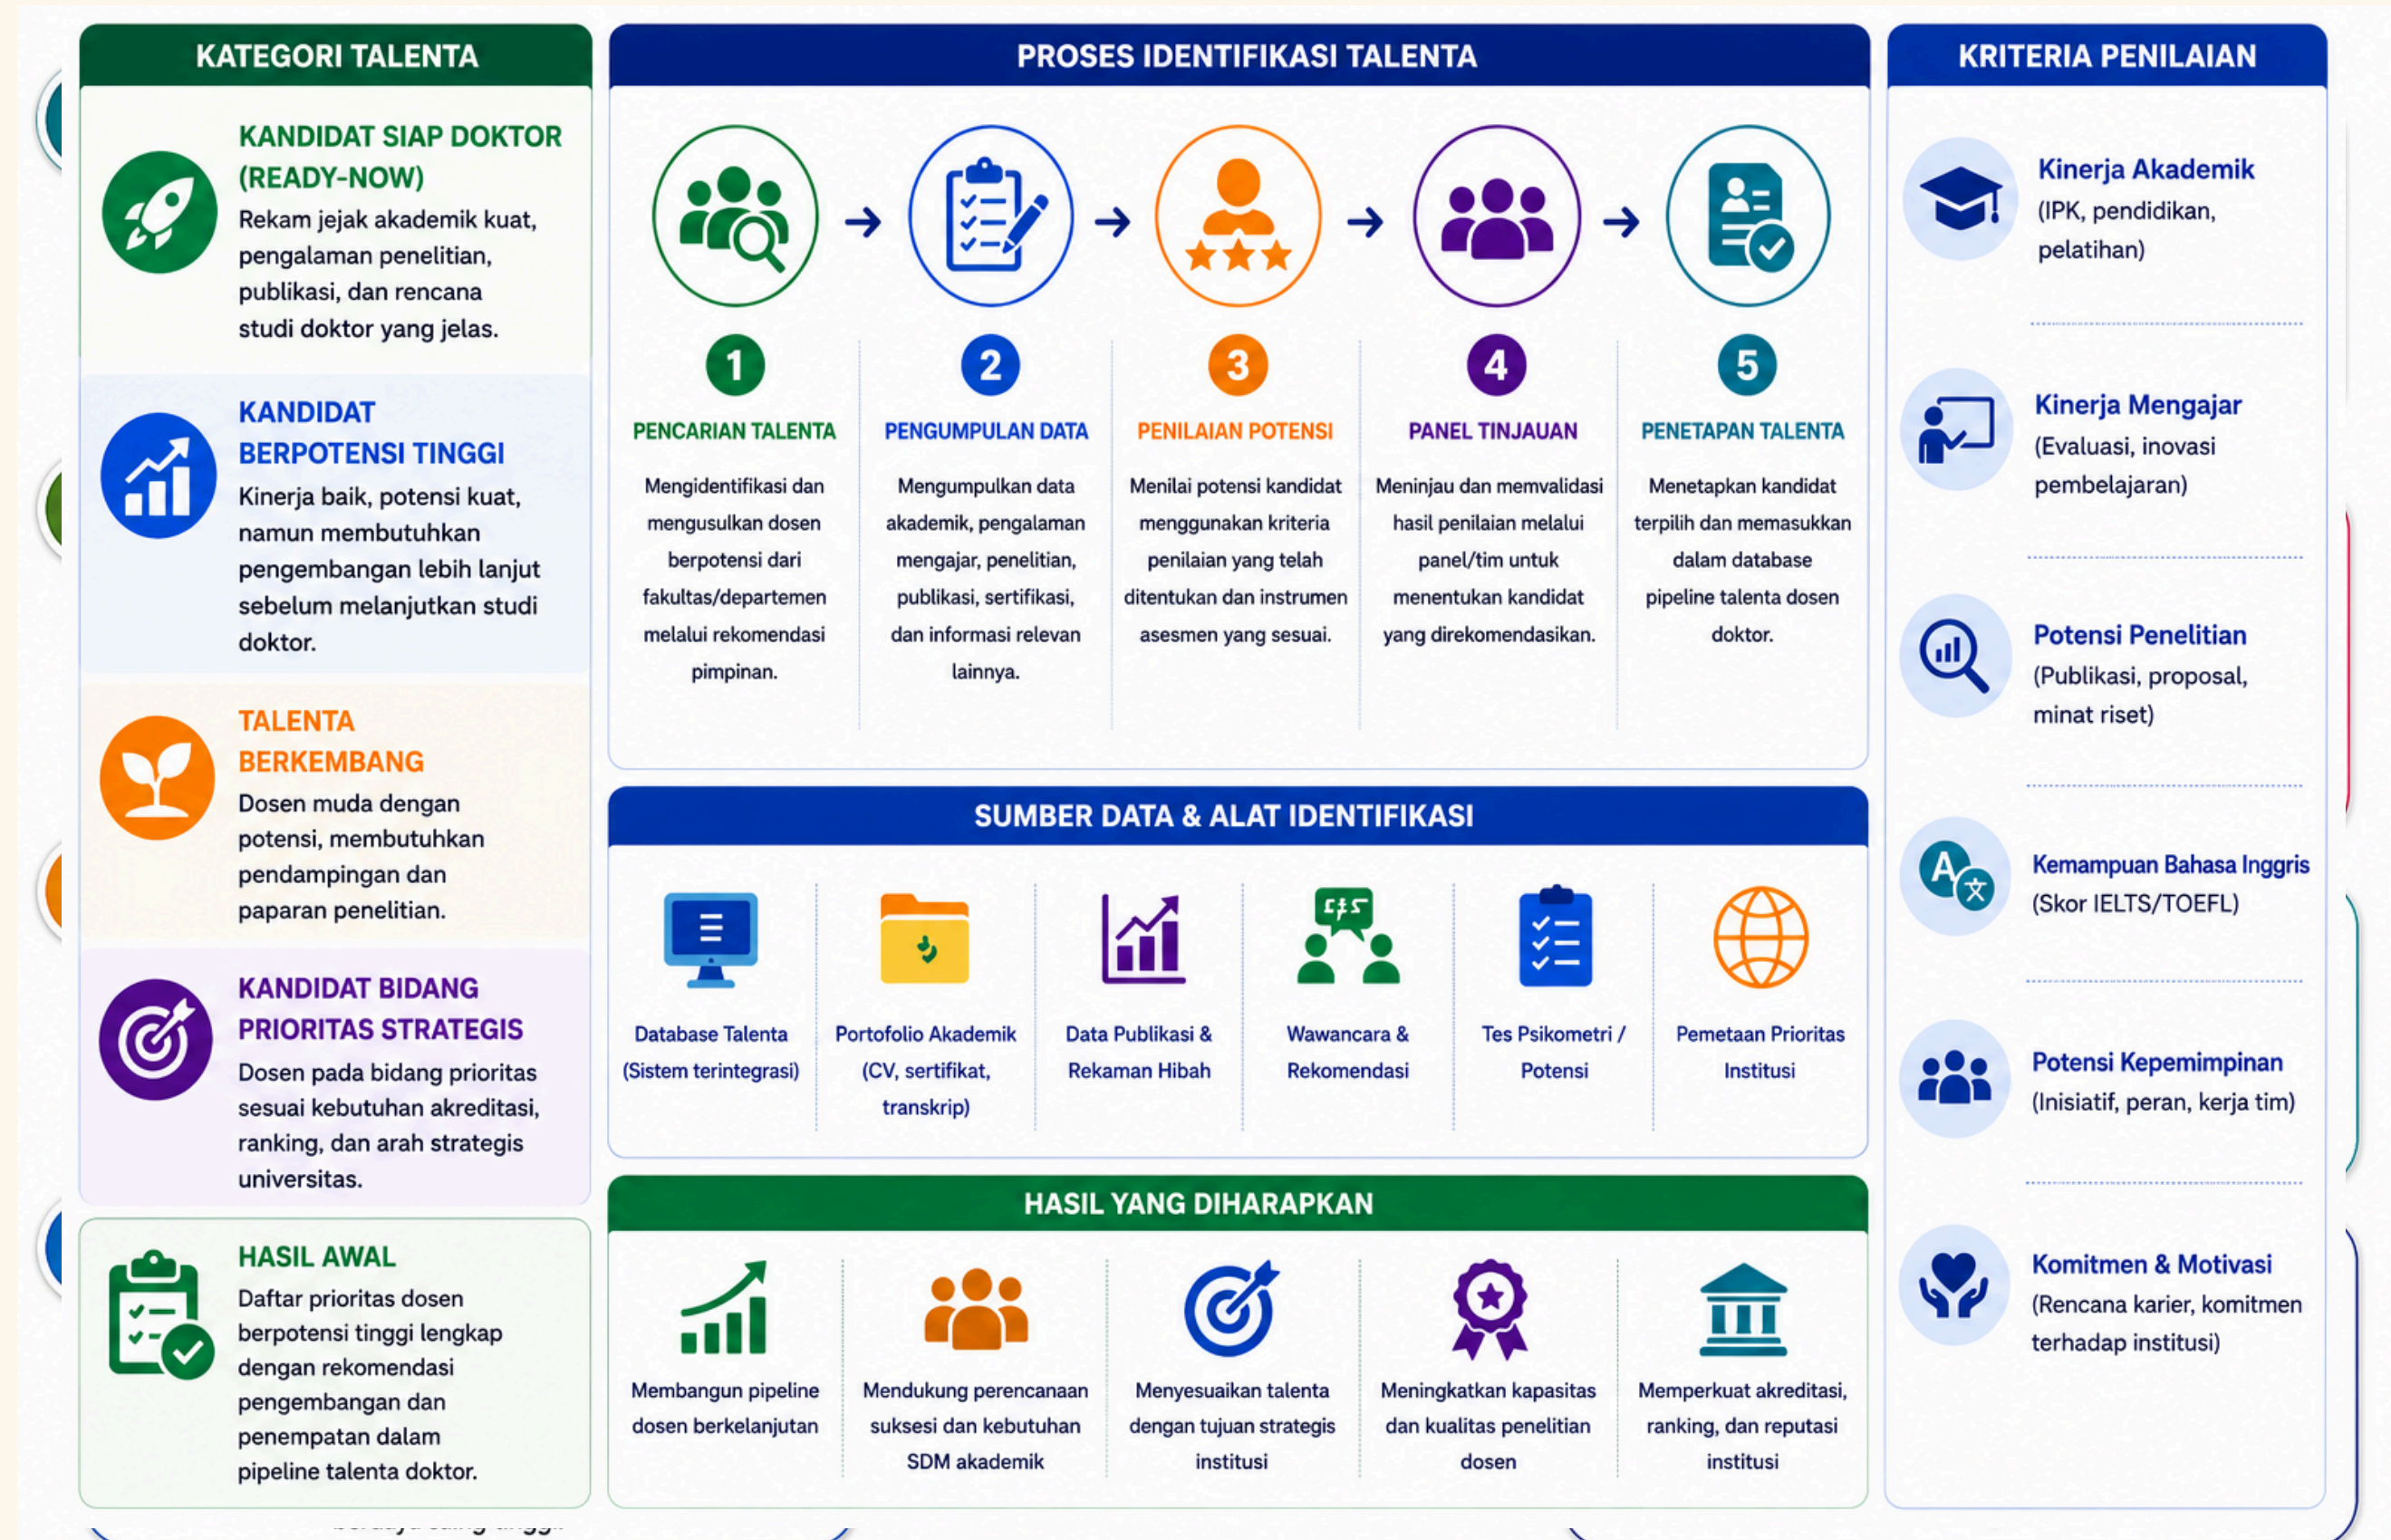 KATEGORI TALENTA
KANDIDAT SIAP DOKTOR
(READY-NOW)
Rekam jejak akademik kuat,
pengalaman penelitian,
publikasi, dan rencana
studi doktor yang jelas.
KANDIDAT
BERPOTENSI TINGGI
Kinerja baik, potensi kuat,
namun membutuhkan
pengembangan lebih lanjut
sebelum melanjutkan studi
doktor.
TALENTA
BERKEMBANG
Dosen muda dengan
potensi, membutuhkan
pendampingan dan
paparan penelitian.
KANDIDAT BIDANG
PRIORITAS STRATEGIS
Dosen pada bidang prioritas
sesuai kebutuhan akreditasi,
ranking, dan arah strategis
universitas.
HASIL AWAL
Daftar prioritas dosen
berpotensi tinggi lengkap
dengan rekomendasi
pengembangan dan
penempatan dalam
pipeline talenta doktor.
PROSES IDENTIFIKASI TALENTA
1
PENCARIAN TALENTA
Mengidentifikasi dan
mengusulkan dosen
berpotensi dari
fakultas/departemen
melalui rekomendasi
pimpinan.
2
PENGUMPULAN DATA
Mengumpulkan data
akademik, pengalaman
mengajar, penelitian,
publikasi, sertifikasi,
dan informasi relevan
lainnya.
3
PENILAIAN POTENSI
Menilai potensi kandidat
menggunakan kriteria
penilaian yang telah
ditentukan dan instrumen
asesmen yang sesuai.
4
PANEL TINJAUAN
Meninjau dan memvalidasi
hasil penilaian melalui
panel/tim untuk
menentukan kandidat
yang direkomendasikan.
5
PENETAPAN TALENTA
Menetapkan kandidat
terpilih dan memasukkan
dalam database
pipeline talenta dosen
doktor.
SUMBER DATA & ALAT IDENTIFIKASI
Database Talenta
(Sistem terintegrasi)
Portofolio Akademik
(CV, sertifikat,
transkrip)
Data Publikasi &
Rekaman Hibah
Wawancara &
Rekomendasi
Tes Psikometri /
Potensi
Pemetaan Prioritas
Institusi
HASIL YANG DIHARAPKAN
Membangun pipeline
dosen berkelanjutan
Mendukung perencanaan
suksesi dan kebutuhan
SDM akademik
Menyesuaikan talenta
dengan tujuan strategis
institusi
Meningkatkan kapasitas
dan kualitas penelitian
dosen
Memperkuat akreditasi,
ranking, dan reputasi
institusi
KRITERIA PENILAIAN
Kinerja Akademik
(IPK, pendidikan,
pelatihan)
Kinerja Mengajar
(Evaluasi, inovasi
pembelajaran)
Potensi Penelitian
(Publikasi, proposal,
minat riset)
A
文
Kemampuan Bahasa Inggris
(Skor IELTS/TOEFL)
Potensi Kepemimpinan
(Inisiatif, peran, kerja tim)
Komitmen & Motivasi
(Rencana karier, komitmen
terhadap institusi)